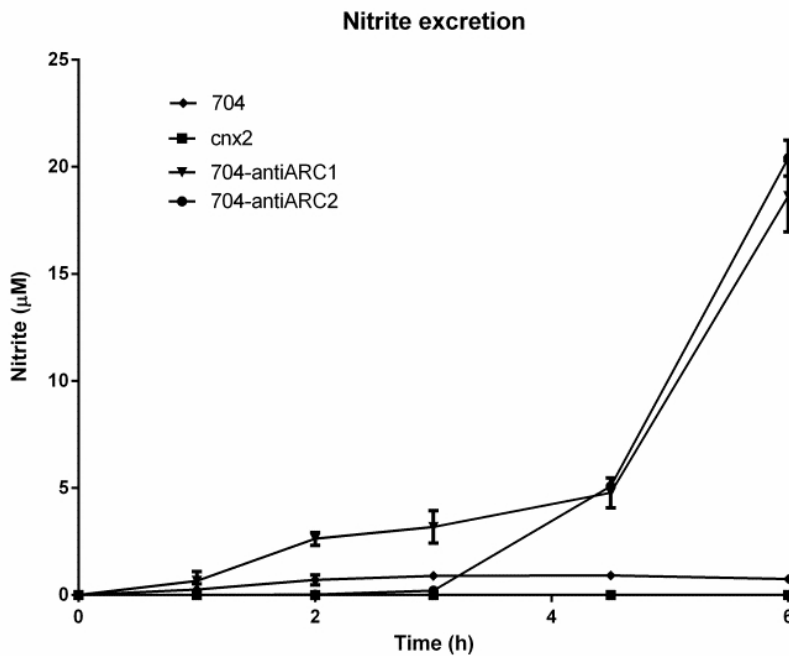 Nitrite excretion
25
704
cnx2
704-antiARC1
704-antiARC2
20
15
10
5
0
Nitrite (μM)
0 2 4 6
Time (h)